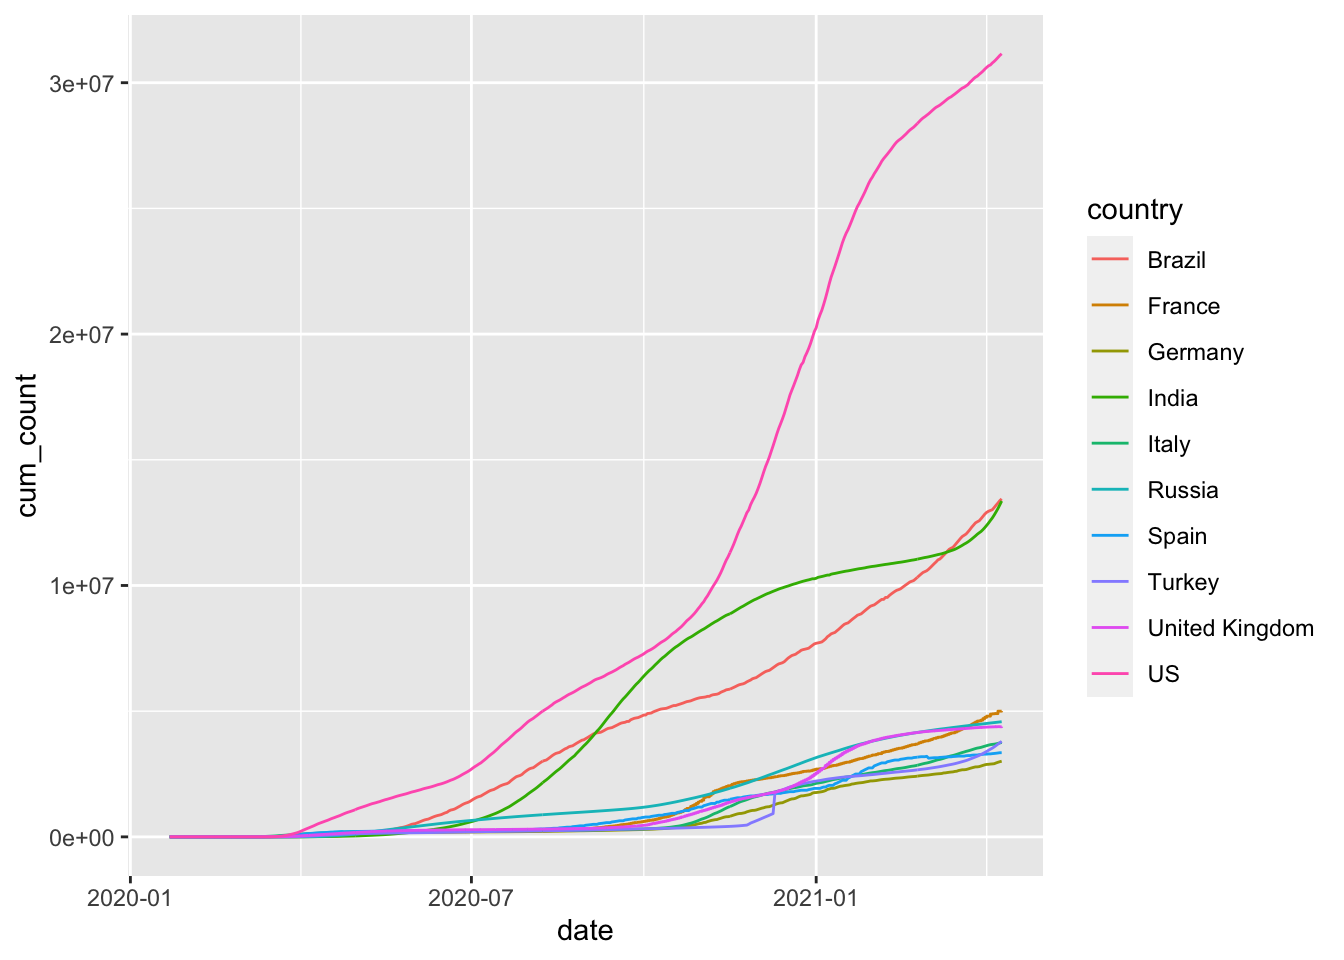 3e+07
2e+07
1e+07
0e+00
cum_count
2020-01
2020-07
2021-01
date
country
Brazil
France
Germany
India
Italy
Russia
Spain
Turkey
United Kingdom
US